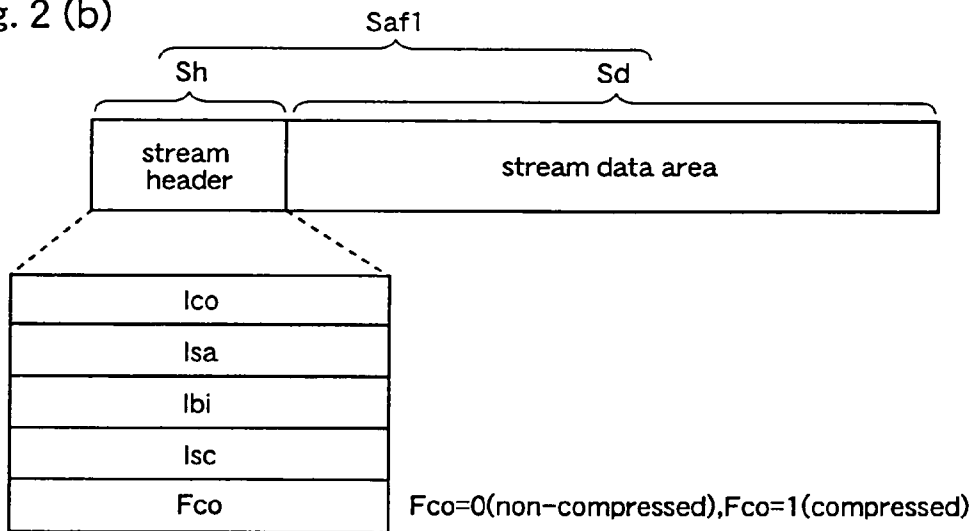 g. 2 (b)
Saf1
Sh
Sd
stream
header
stream data area
Ico
Isa
Ibi
Isc
Fco
Fco=0(non-compressed),Fco=1(compressed)